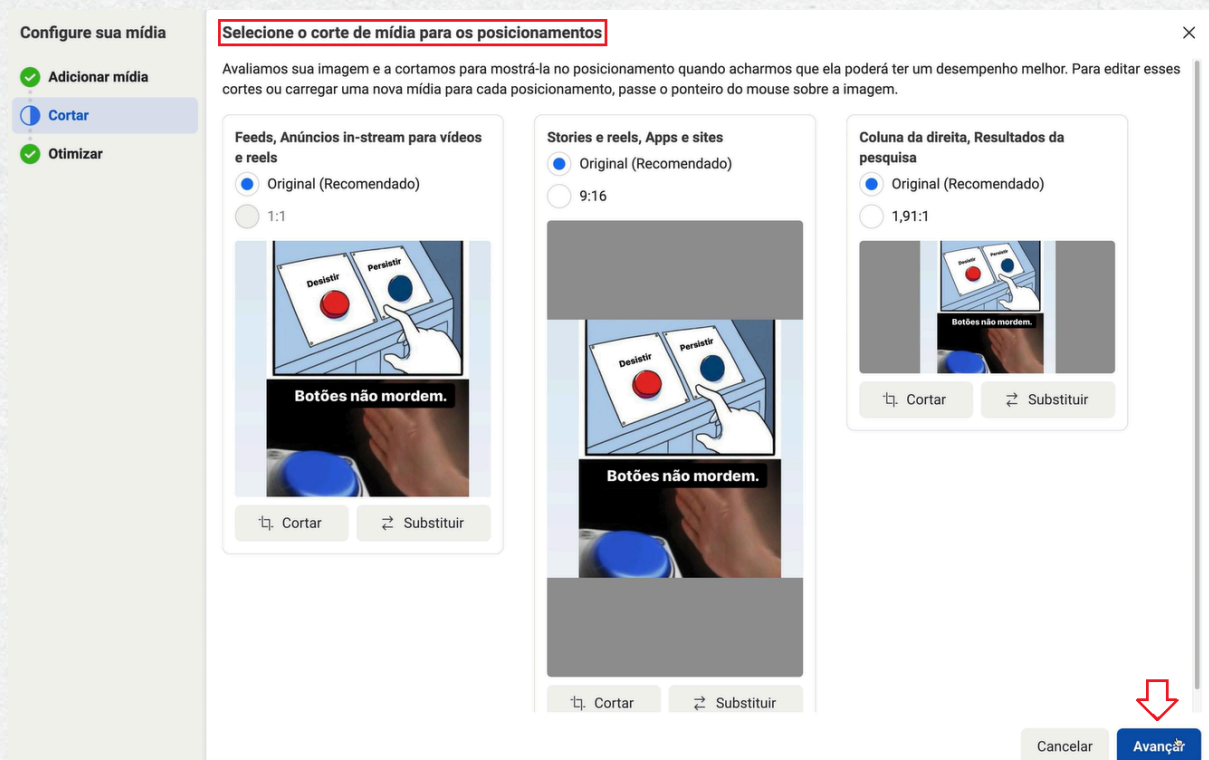 Configure sua mídia
Adicionar mídia
Cortar
Otimizar
Selecione o corte de mídia para os posicionamentos
Avaliamos sua imagem e a cortamos para mostrá-la no posicionamento quando acharmos que ela poderá ter um desempenho melhor. Para editar esses
cortes ou carregar uma nova mídia para cada posicionamento, passe o ponteiro do mouse sobre a imagem.
Feeds, Anúncios in-stream para vídeos
e reels
Original (Recomendado)
1:1
Desistir
Persistir
Botões não mordem.
Cortar
Substituir
Stories e reels, Apps e sites
Original (Recomendado)
9:16
Desistir
Persistir
Botões não mordem.
Cortar
Substituir
Coluna da direita, Resultados da
pesquisa
Original (Recomendado)
1,91:1
Desistir
Persistir
Botões não mordem.
Cortar
Substituir
Cancelar
Avançar